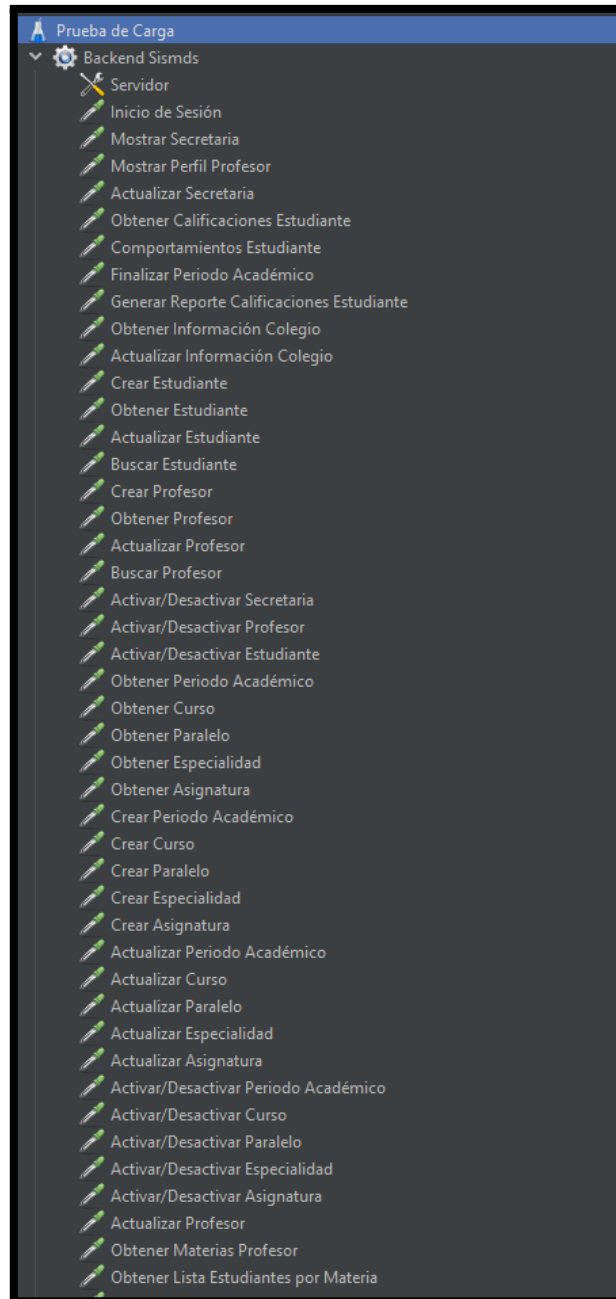 Prueba de Carga
Backend Sismds
Servidor
Inicio de Sesión
Mostrar Secretaria
Mostrar Perfil Profesor
Actualizar Secretaria
Obtener Calificaciones Estudiante
Comportamientos Estudiante
Finalizar Periodo Académico
Generar Reporte Calificaciones Estudiante
Obtener Información Colegio
Actualizar Información Colegio
Crear Estudiante
Obtener Estudiante
Actualizar Estudiante
Buscar Estudiante
Crear Profesor
Obtener Profesor
Actualizar Profesor
Buscar Profesor
Activar/Desactivar Secretaria
Activar/Desactivar Profesor
Activar/Desactivar Estudiante
Obtener Periodo Académico
Obtener Curso
Obtener Paralelo
Obtener Especialidad
Obtener Asignatura
Crear Periodo Académico
Crear Curso
Crear Paralelo
Crear Especialidad
Crear Asignatura
Actualizar Periodo Académico
Actualizar Curso
Actualizar Paralelo
Actualizar Especialidad
Actualizar Asignatura
Activar/Desactivar Periodo Académico
Activar/Desactivar Curso
Activar/Desactivar Paralelo
Activar/Desactivar Especialidad
Activar/Desactivar Asignatura
Actualizar Profesor
Obtener Materias Profesor
Obtener Lista Estudiantes por Materia